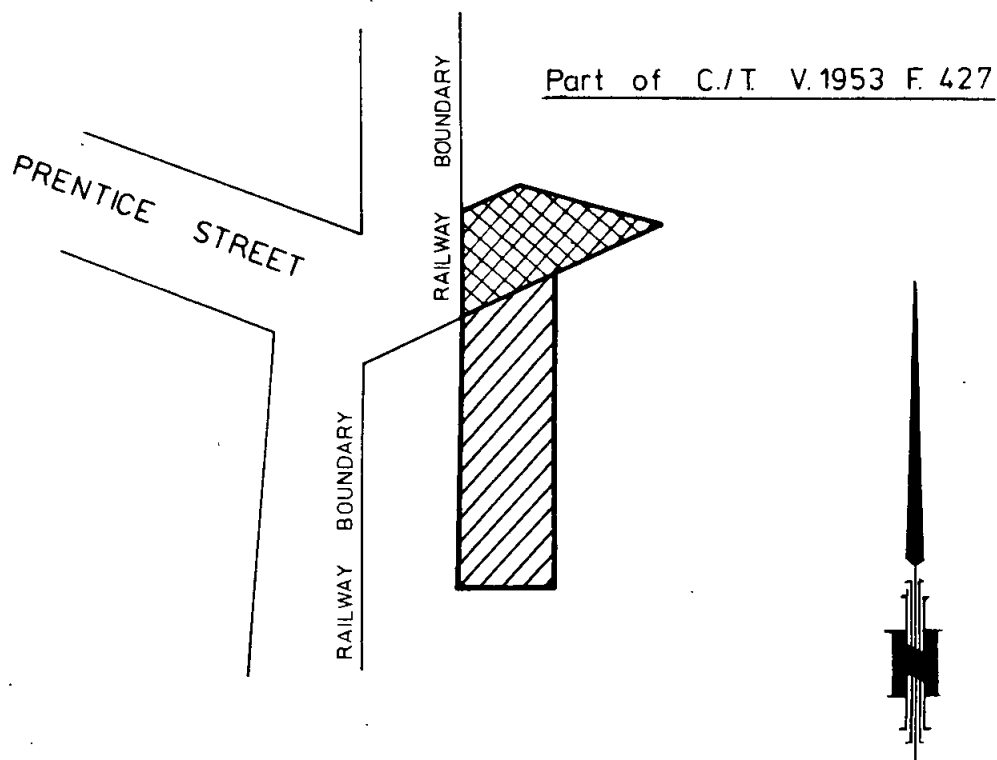 Part of C./T. V.1953 F. 427
PRENTICE STREET
RAILWAY BOUNDARY
RAILWAY BOUNDARY
N